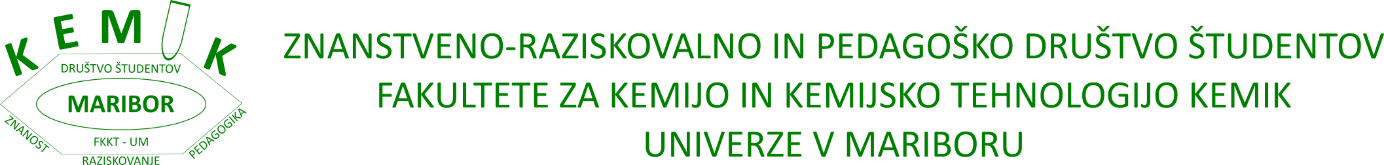 KEMIK
DRUŠTVO ŠTUDENTOV
MARIBOR
FKKT - UM
ZNANOST
RAZISKOVANJE
PEDAGOGIKA
ZNANSTVENO-RAZISKOVALNO IN PEDAGOŠKO DRUŠTVO ŠTUDENTOV
FAKULTETE ZA KEMIJO IN KEMIJSKO TEHNOLOGIJO KEMIK
UNIVERZE V MARIBORU